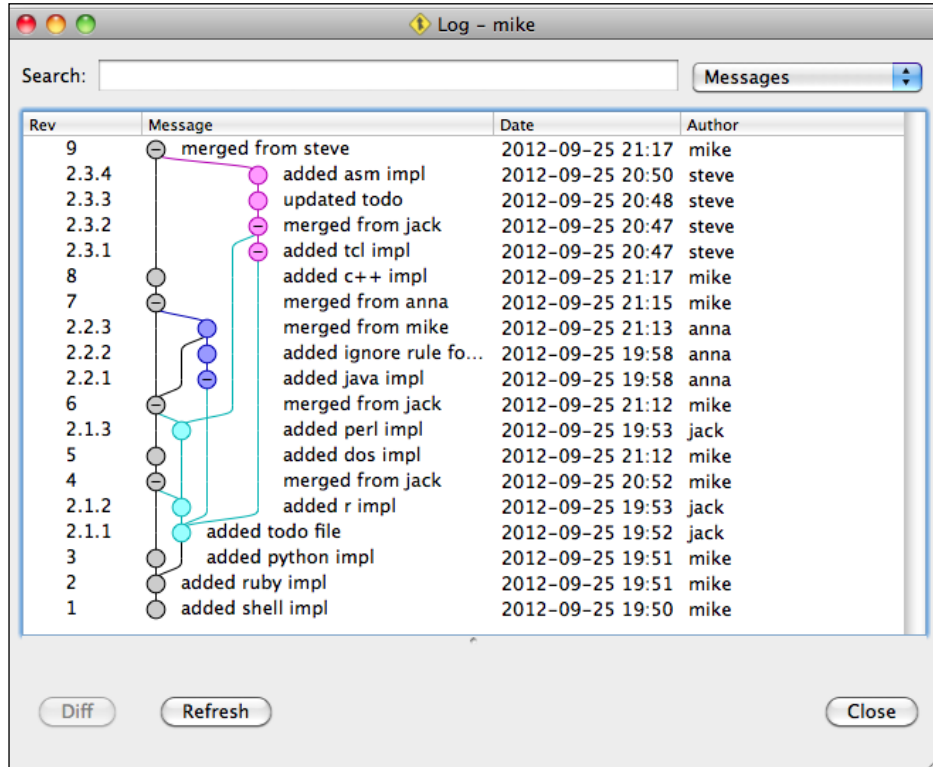 Log – mike
Search: Messages
Rev Message Date Author
9 merged from steve 2012-09-25 21:17 mike
2.3.4 added asm impl 2012-09-25 20:50 steve
2.3.3 updated todo 2012-09-25 20:48 steve
2.3.2 merged from jack 2012-09-25 20:47 steve
2.3.1 added tcl impl 2012-09-25 20:47 steve
8 added c++ impl 2012-09-25 21:17 mike
7 merged from anna 2012-09-25 21:15 mike
2.2.3 merged from mike 2012-09-25 21:13 anna
2.2.2 added ignore rule fo... 2012-09-25 19:58 anna
2.2.1 added java impl 2012-09-25 19:58 anna
6 merged from jack 2012-09-25 21:12 mike
2.1.3 added perl impl 2012-09-25 19:53 jack
5 added dos impl 2012-09-25 21:12 mike
4 merged from jack 2012-09-25 20:52 mike
2.1.2 added r impl 2012-09-25 19:53 jack
2.1.1 added todo file 2012-09-25 19:52 jack
3 added python impl 2012-09-25 19:51 mike
2 added ruby impl 2012-09-25 19:51 mike
1 added shell impl 2012-09-25 19:50 mike
Diff Refresh Close